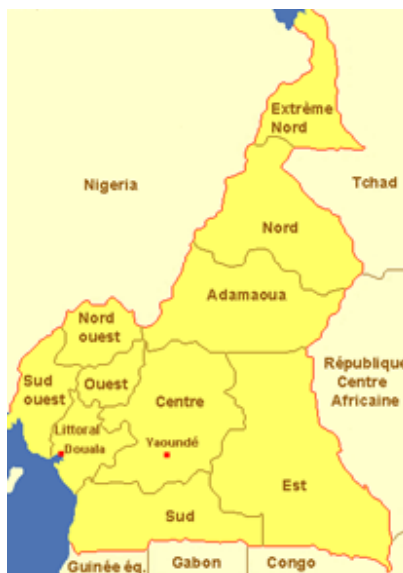 Extrème
Nord
Nigeria
Tchad
Nord
Adamaoua
Nord
ouest
République
Centre
Africaine
Sud
ouest
Ouest
Centre
Littoral
Douala
Yaoundé
Est
Sud
Guinée éq.
Gabon
Congo